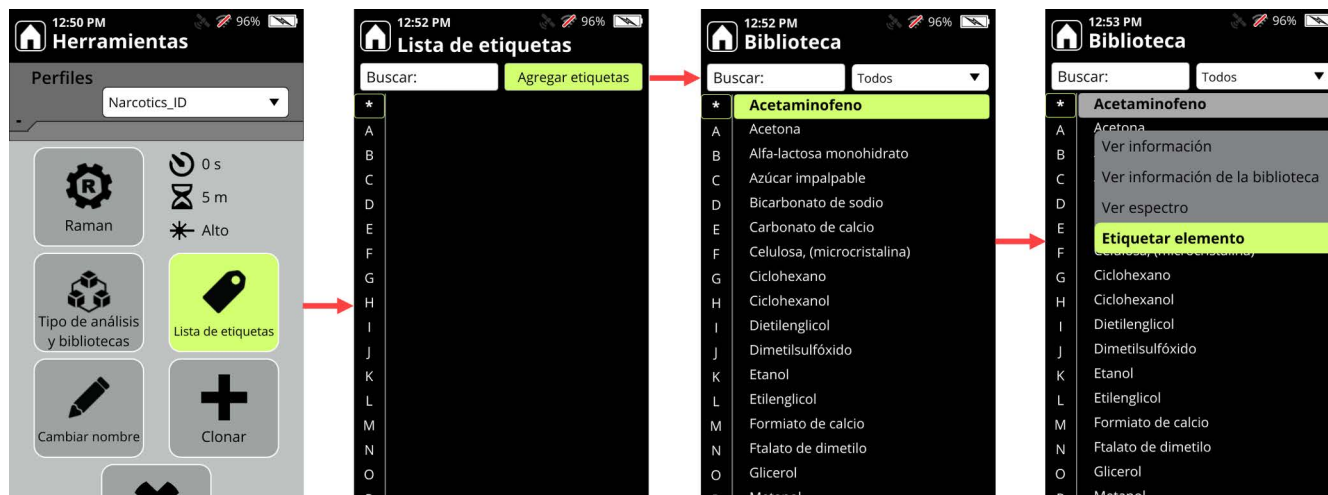 12:50 PM 96%
Herramientas
Perfiles
Narcotics_ID
R
0 s
5 m
Raman
Alto
Tipo de análisis
y bibliotecas
Lista de etiquetas
Cambiar nombre
Clonar
12:52 PM 96%
Lista de etiquetas
Buscar: Agregar etiquetas
*
A
B
C
D
E
F
G
H
I
J
K
L
M
N
O
12:52 PM 96%
Biblioteca
Buscar: Todos
* Acetaminofeno
A Acetona
B Alfa-lactosa monohidrato
C Azúcar impalpable
D Bicarbonato de sodio
E Carbonato de calcio
F Celulosa, (microcristalina)
G Ciclohexano
H Ciclohexanol
I Dietilenglicol
J Dimetilsulfóxido
K Etanol
L Etilenglicol
M Formiato de calcio
N Ftalato de dimetilo
O Glicerol
Metanol
12:53 PM 96%
Biblioteca
Buscar: Todos
* Acetaminofeno
A Acetona
B Ver información
C Ver información de la biblioteca
D Ver espectro
E Etiquetar elemento
F Celulosa, (microcristalina)
G Ciclohexano
H Ciclohexanol
I Dietilenglicol
J Dimetilsulfóxido
K Etanol
L Etilenglicol
M Formiato de calcio
N Ftalato de dimetilo
O Glicerol
Metanol